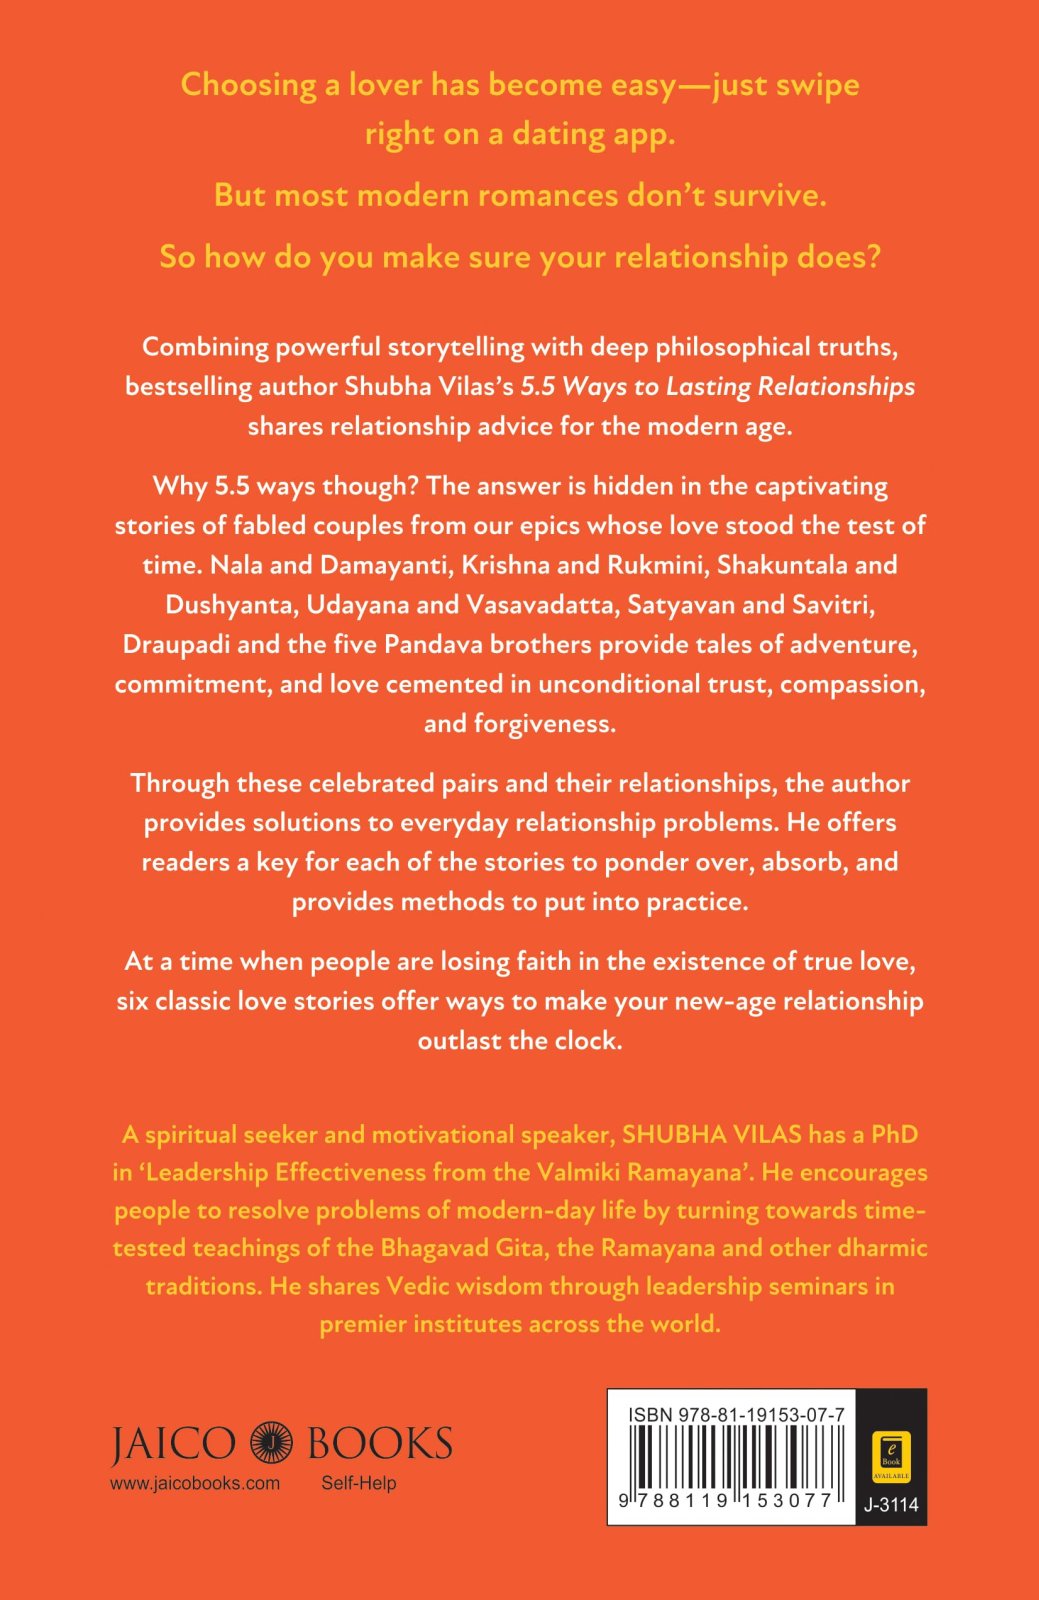 Choosing a lover has become easy—just swipe
right on a dating app.
But most modern romances don’t survive.
So how do you make sure your relationship does?
Combining powerful storytelling with deep philosophical truths,
bestselling author Shubha Vilas’s 5.5 Ways to Lasting Relationships
shares relationship advice for the modern age.
Why 5.5 ways though? The answer is hidden in the captivating
stories of fabled couples from our epics whose love stood the test of
time. Nala and Damayanti, Krishna and Rukmini, Shakuntala and
Dushyanta, Udayana and Vasavadatta, Satyavan and Savitri,
Draupadi and the five Pandava brothers provide tales of adventure,
commitment, and love cemented in unconditional trust, compassion,
and forgiveness.
Through these celebrated pairs and their relationships, the author
provides solutions to everyday relationship problems. He offers
readers a key for each of the stories to ponder over, absorb, and
provides methods to put into practice.
At a time when people are losing faith in the existence of true love,
six classic love stories offer ways to make your new-age relationship
outlast the clock.
A spiritual seeker and motivational speaker, SHUBHA VILAS has a PhD
in ‘Leadership Effectiveness from the Valmiki Ramayana’. He encourages
people to resolve problems of modern-day life by turning towards time-
tested teachings of the Bhagavad Gita, the Ramayana and other dharmic
traditions. He shares Vedic wisdom through leadership seminars in
premier institutes across the world.
JAICO J BOOKS
www.jaicobooks.com Self-Help
ISBN 978-81-19153-07-7
9 788119 153077
e
Book
AVAILABLE
J-3114